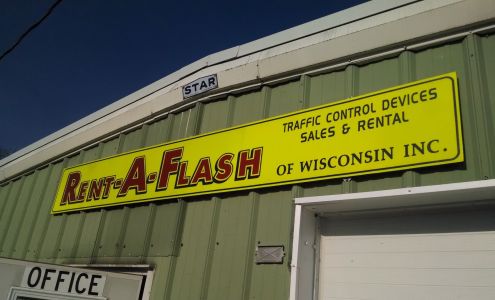 STAR
TRAFFIC CONTROL DEVICES
SALES & RENTAL
RENT-A-FLASH
OF WISCONSIN INC.
OFFICE